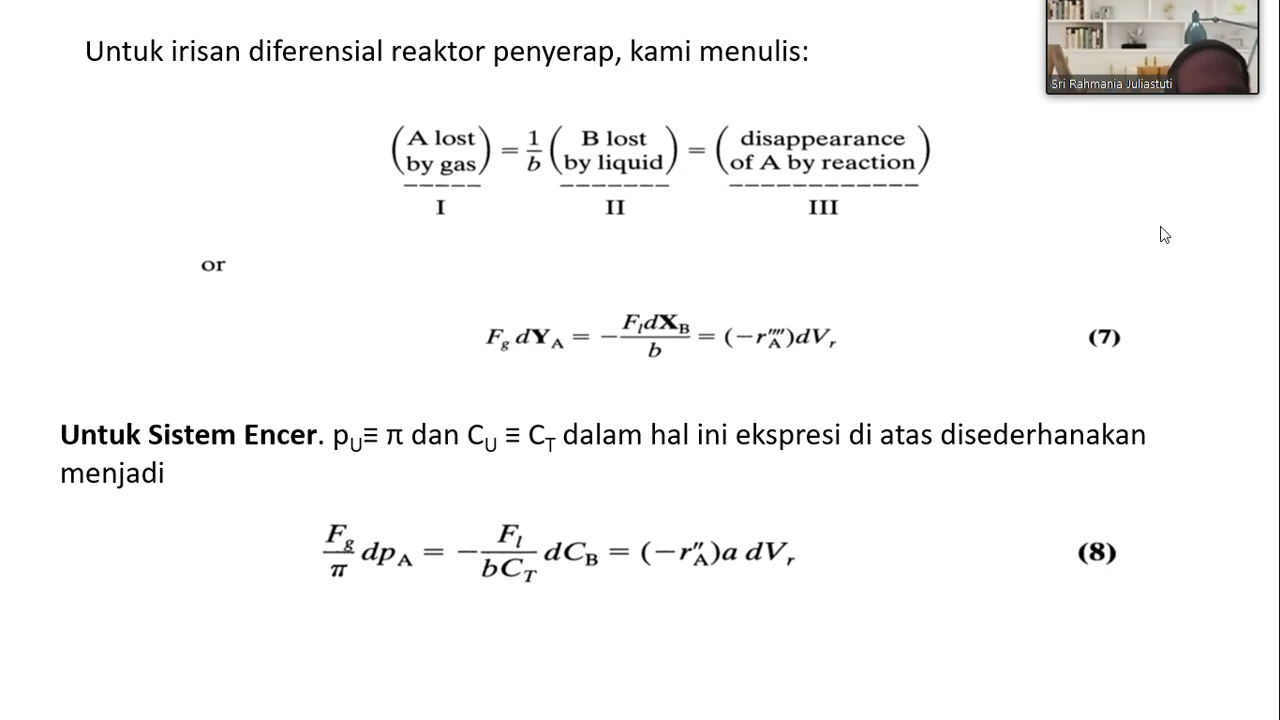 Untuk irisan diferensial reaktor penyerap, kami menulis:
Sri Rahmania Juliastuti
(A lost by gas) = 1/b (B lost by liquid) = (disappearance of A by reaction)
I II III
or
F_g dY_A = − F_l dX_B / b = (−r''''_A)dV_r (7)
Untuk Sistem Encer. p_U ≡ π dan C_U ≡ C_T dalam hal ini ekspresi di atas disederhanakan
menjadi
F_g/π dp_A = − F_l/bC_T dC_B = (−r''_A)a dV_r (8)